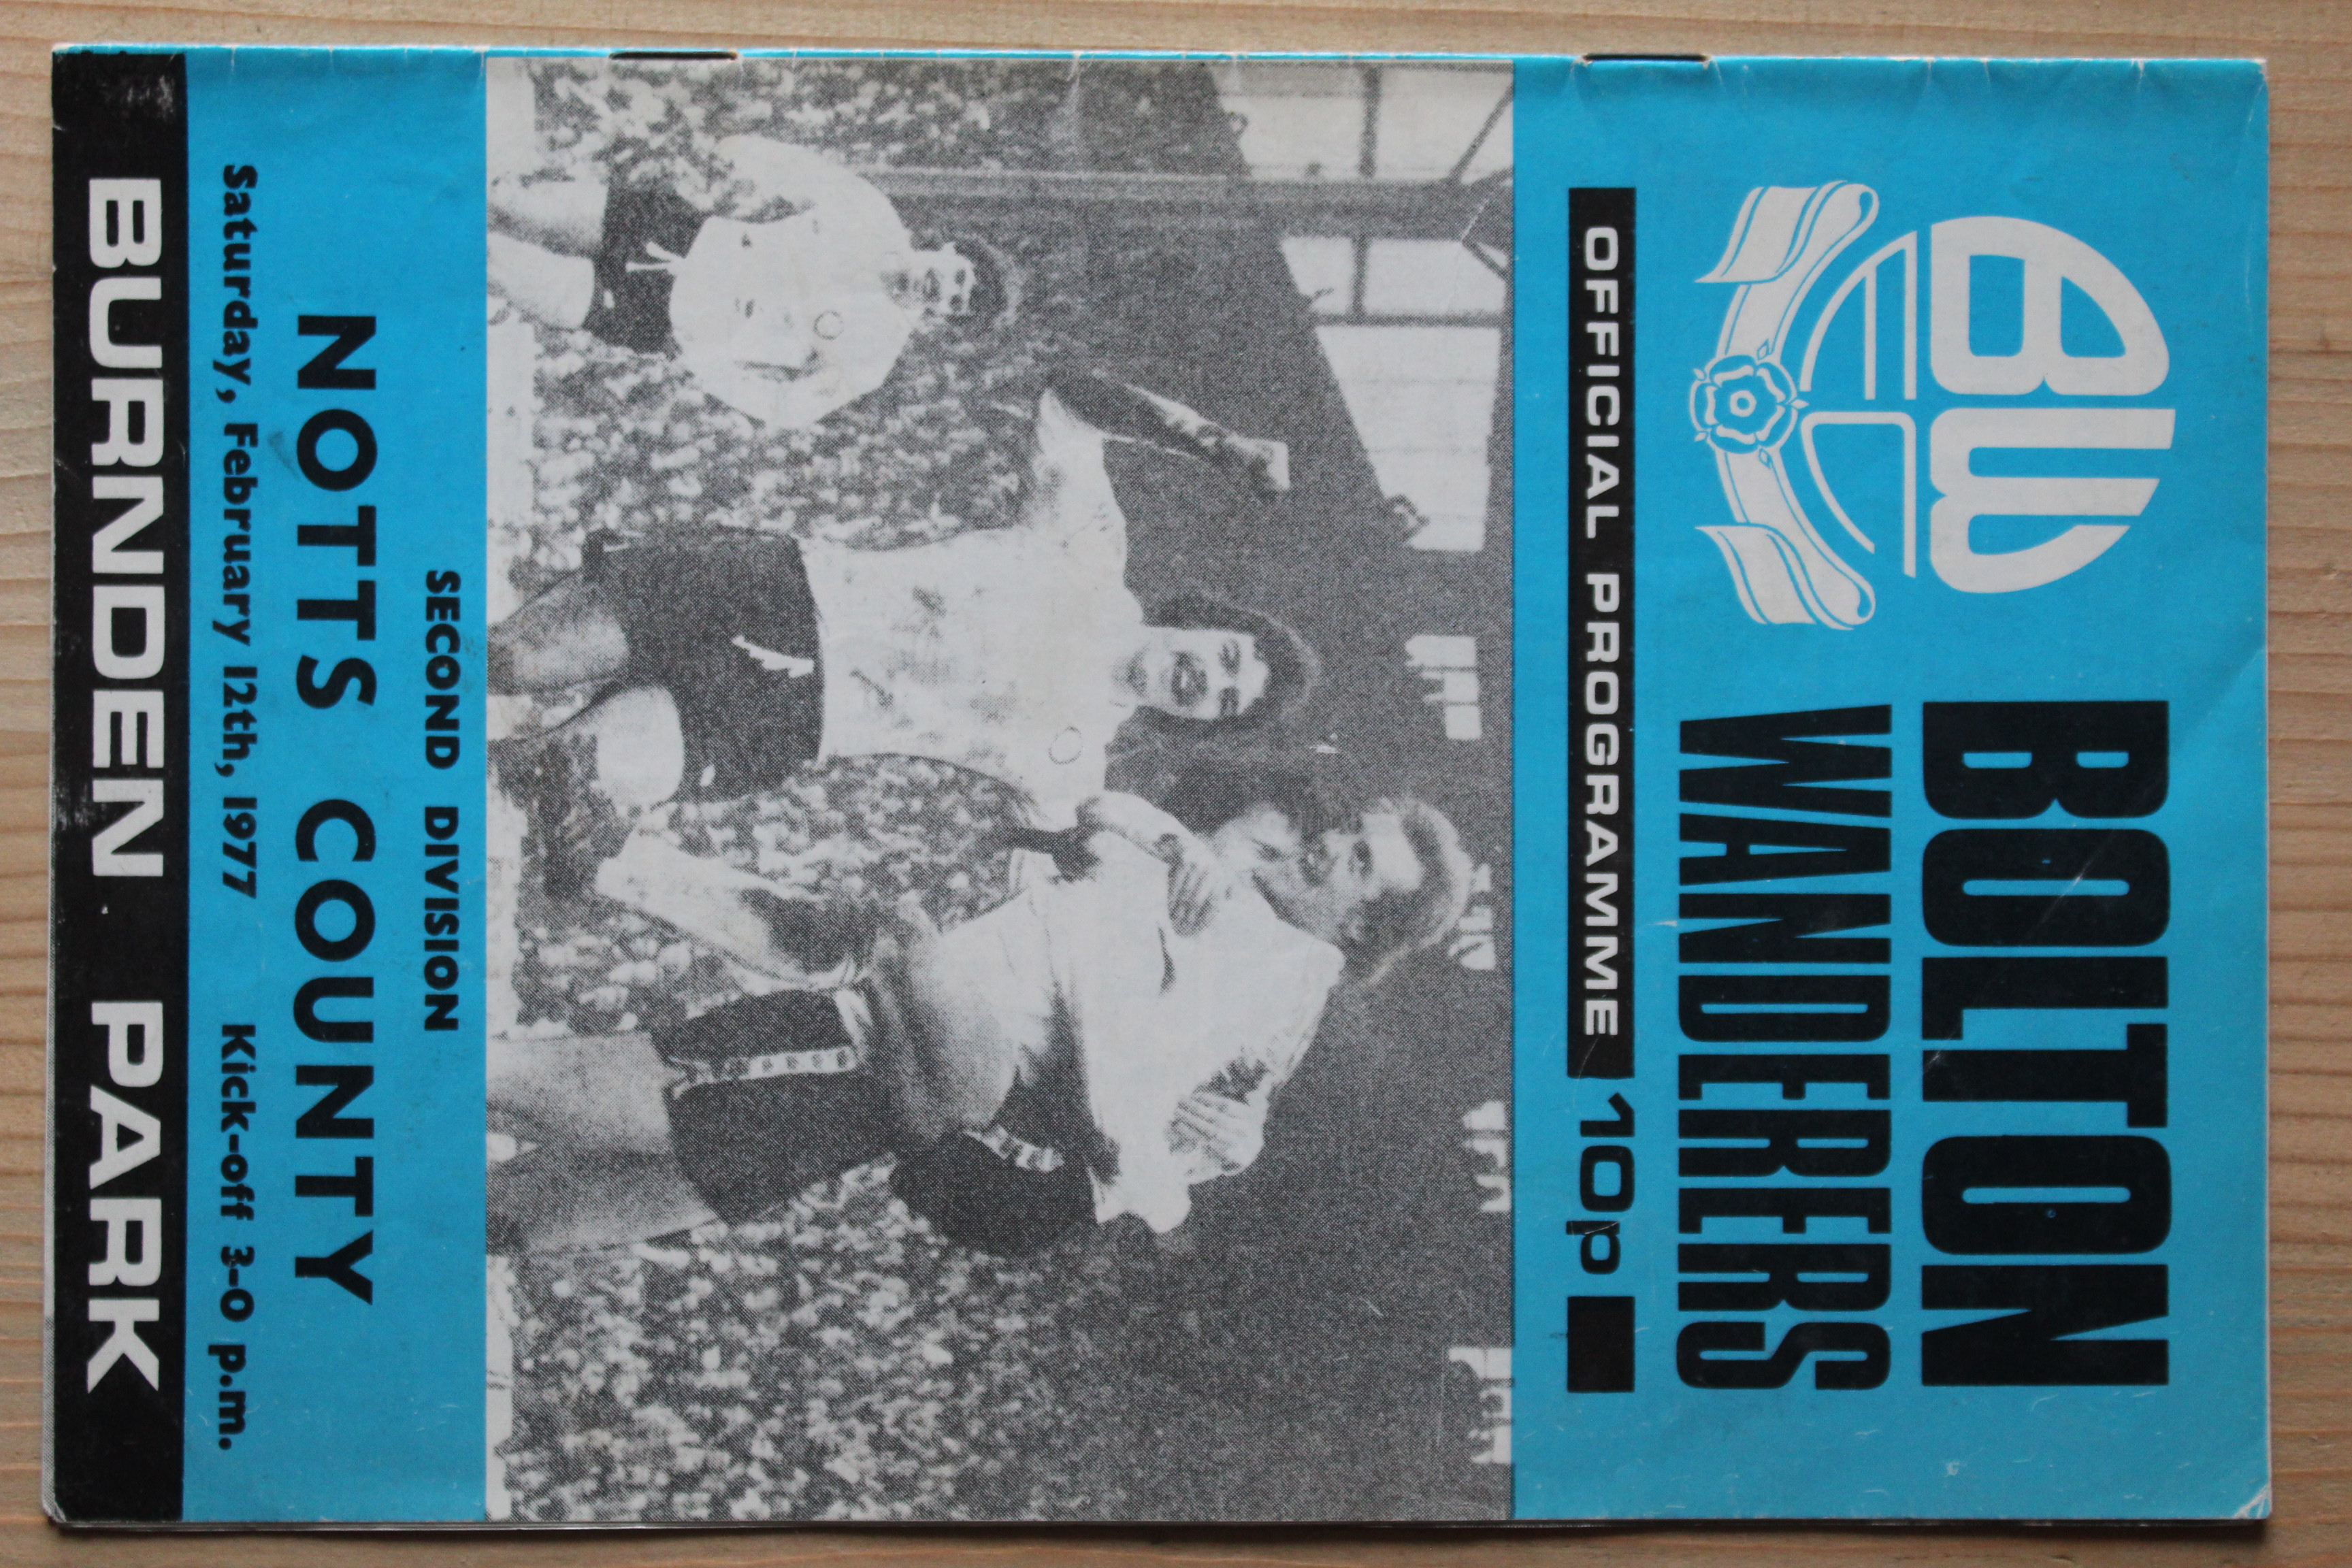 BW
FC
BOLTON
WANDERERS
OFFICIAL PROGRAMME 10p
SECOND DIVISION
NOTTS COUNTY
Saturday, February 12th, 1977 Kick-off 3-0 p.m.
BURNDEN PARK